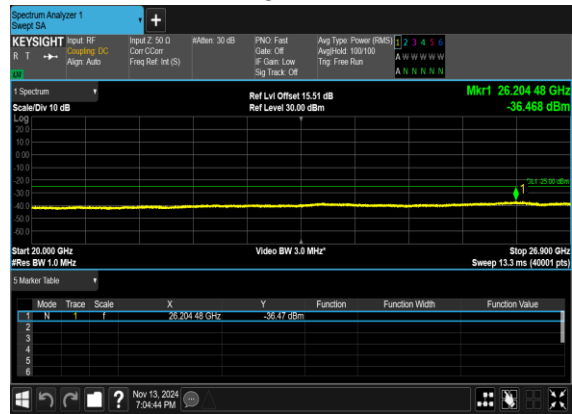 Spectrum Analyzer 1
Swept SA
KEYSIGHT Input: RF Input Z: 50 Ω #Atten: 30 dB PNO: Fast Avg Type: Power (RMS) 1 2 3 4 5 6
R T Coupling: DC Corr CCorr Gate: Off Avg|Hold: 100/100 A W W W W W
Align: Auto Freq Ref: Int (S) IF Gain: Low Trig: Free Run
LW Sig Track: Off A N N N N N
1 Spectrum Ref Lvl Offset 15.51 dB Mkr1 26.204 48 GHz
Scale/Div 10 dB Ref Level 30.00 dBm -36.468 dBm
Log
20.0
10.0
0.00
-10.0
-20.0
DL1 -25.00 dBm
1
-30.0
-40.0
-50.0
-60.0
Start 20.000 GHz Video BW 3.0 MHz* Stop 26.900 GHz
#Res BW 1.0 MHz Sweep 13.3 ms (40001 pts)
5 Marker Table
Mode Trace Scale X Y Function Function Width Function Value
1 N 1 f 26.204 48 GHz -36.47 dBm
2
3
4
5
6
? Nov 13, 2024
7:04:44 PM